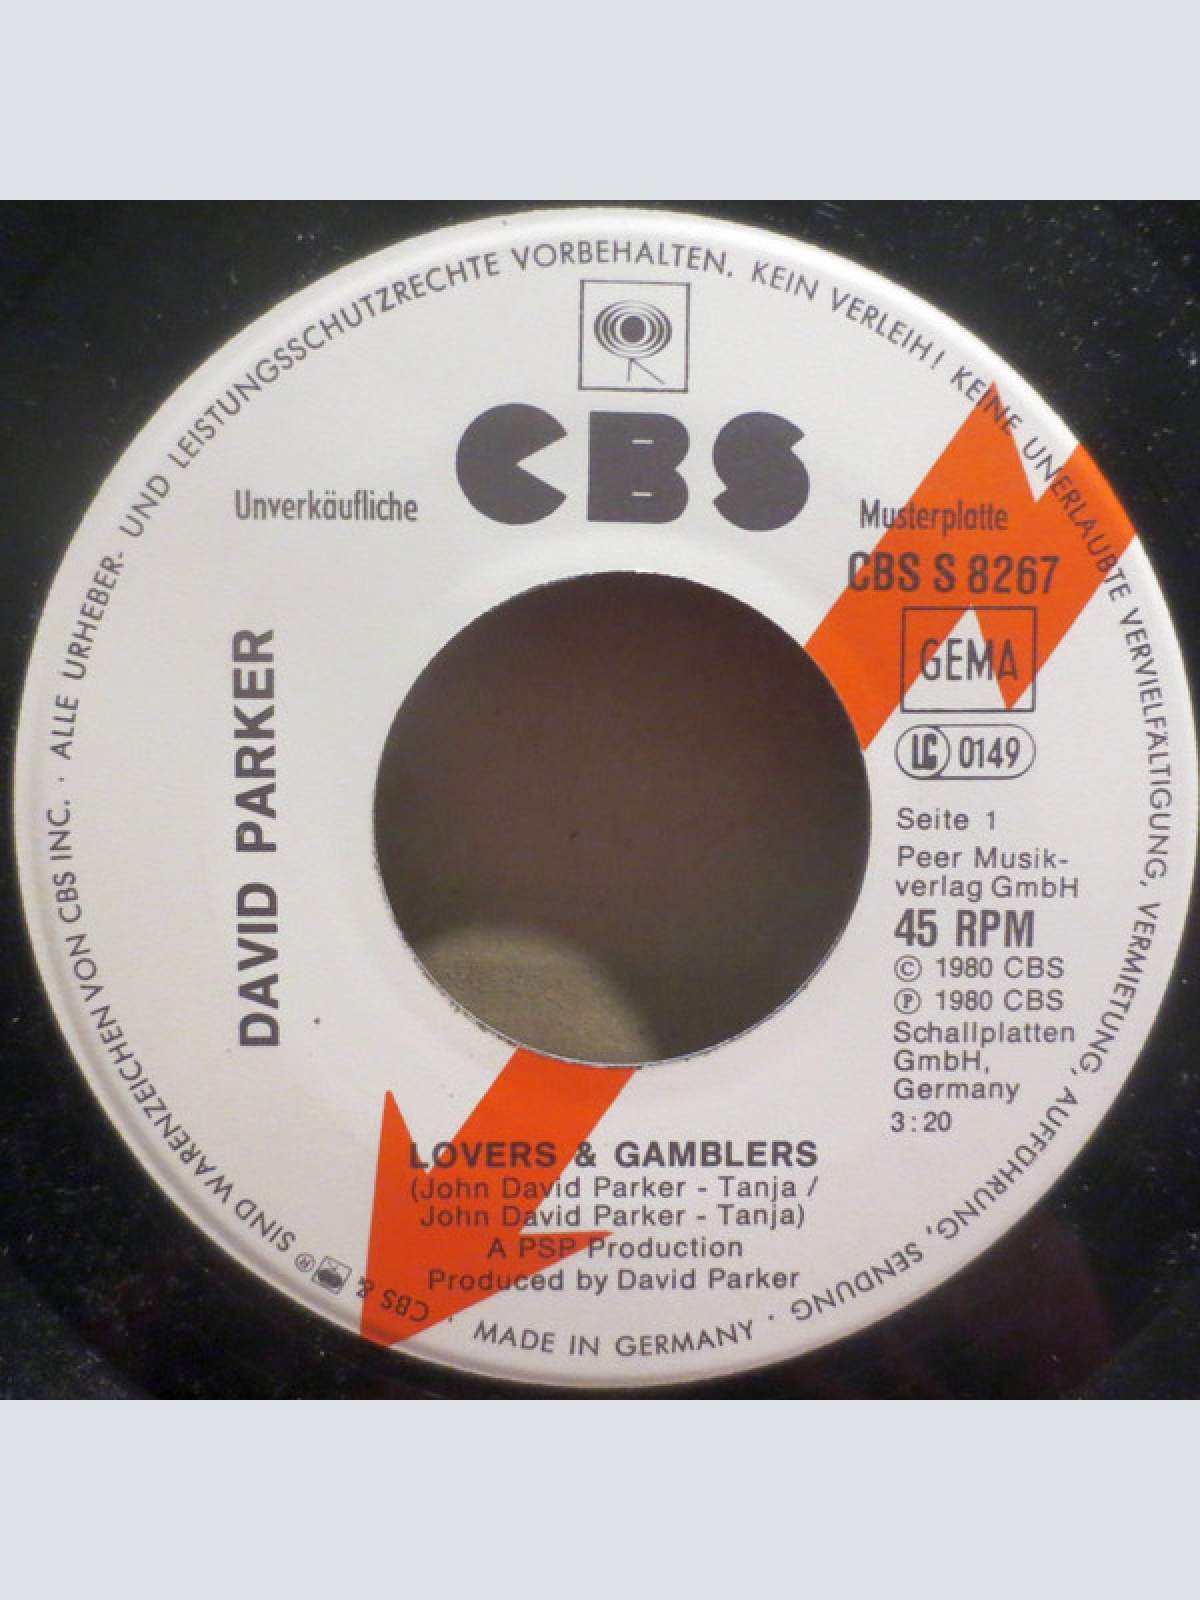 ALLE URHEBER- UND LEISTUNGSSCHUTZRECHTE VORBEHALTEN. KEIN VERLEIH! KEINE UNERLAUBTE VERVIELFÄLTIGUNG, VERMIETUNG, AUFFÜHRUNG, SENDUNG
· MADE IN GERMANY ·
CBS & ® SIND WARENZEICHEN VON CBS INC. ·
CBS
Unverkäufliche
Musterplatte
CBS S 8267
GEMA
LC 0149
DAVID PARKER
Seite 1
Peer Musik-
verlag GmbH
45 RPM
© 1980 CBS
℗ 1980 CBS
Schallplatten
GmbH,
Germany
3:20
LOVERS & GAMBLERS
(John David Parker - Tanja /
John David Parker - Tanja)
A PSP Production
Produced by David Parker